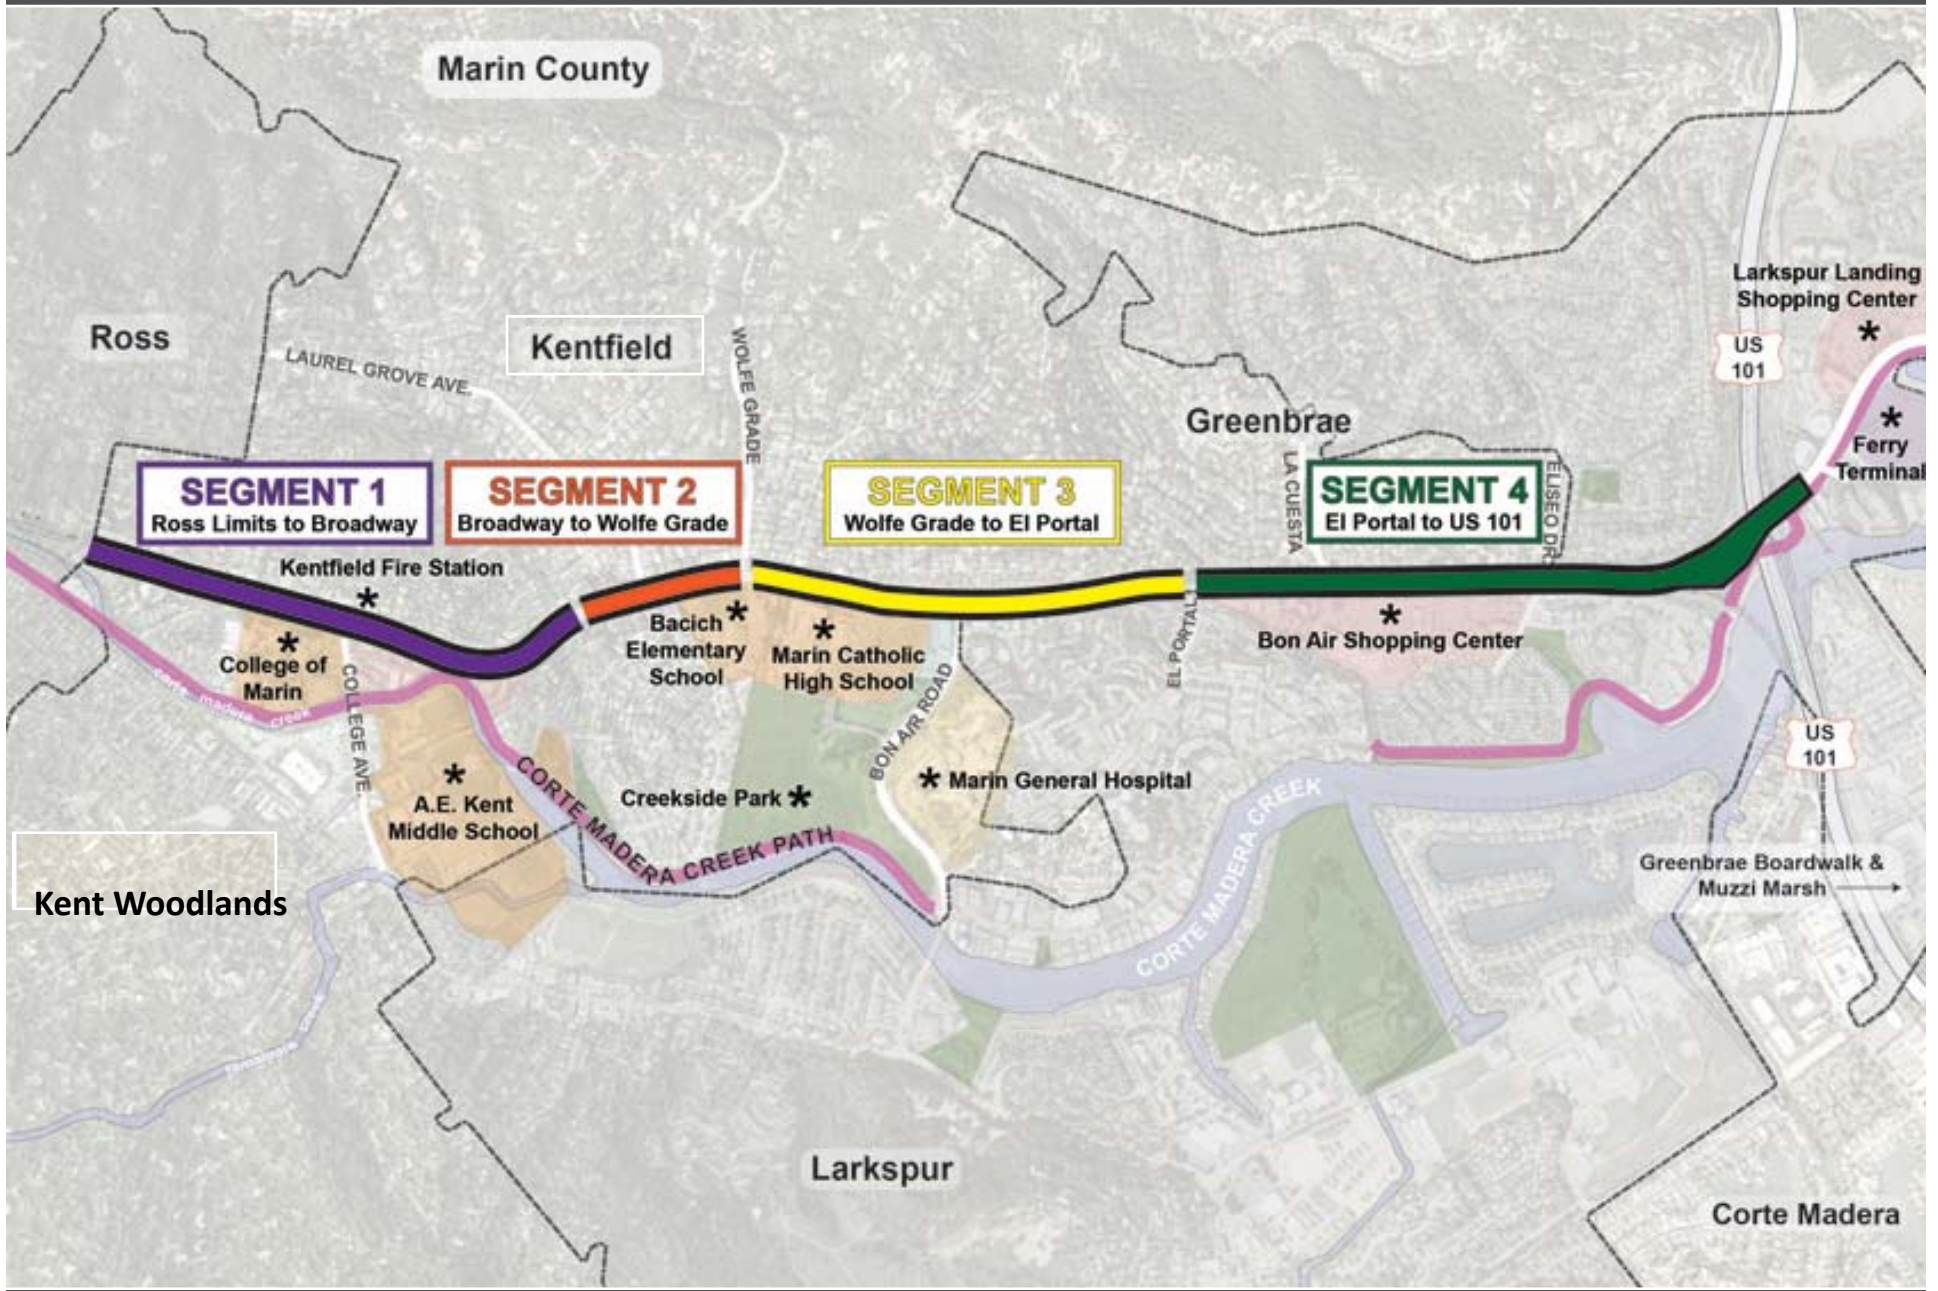 Marin County
Larkspur Landing
Shopping Center
US
101
Ross
LAUREL GROVE AVE.
Kentfield
WOLFE GRADE
Greenbrae
Ferry
Terminal
LA CUESTA
ELISEO DR.
SEGMENT 1
Ross Limits to Broadway
SEGMENT 2
Broadway to Wolfe Grade
SEGMENT 3
Wolfe Grade to El Portal
SEGMENT 4
El Portal to US 101
Kentfield Fire Station
College of
Marin
corte madera creek
COLLEGE AVE.
Bacich
Elementary
School
Marin Catholic
High School
BON AIR ROAD
EL PORTAL
Bon Air Shopping Center
US
101
A.E. Kent
Middle School
CORTE MADERA CREEK PATH
Creekside Park
Marin General Hospital
CORTE MADERA CREEK
Greenbrae Boardwalk &
Muzzi Marsh
Kent Woodlands
Larkspur
Corte Madera